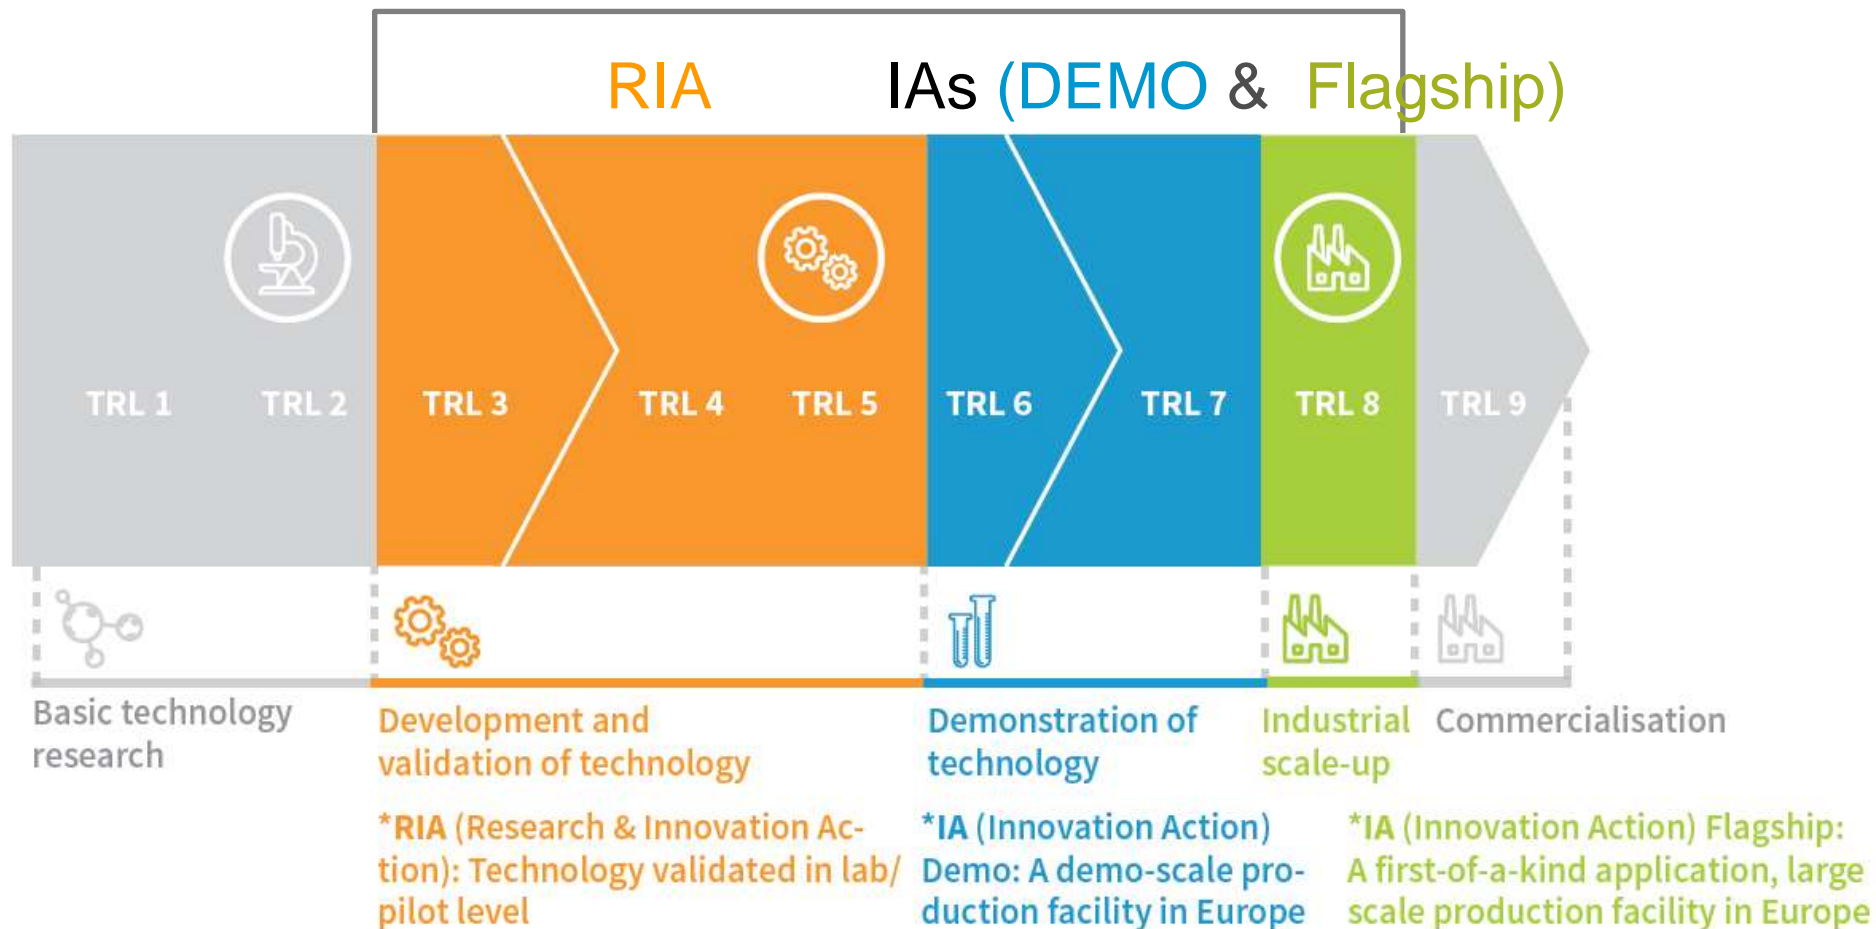 RIA IAs (DEMO & Flagship)
TRL 1 TRL 2 TRL 3 TRL 4 TRL 5 TRL 6 TRL 7 TRL 8 TRL 9
Basic technology
research
Development and
validation of technology
*RIA (Research & Innovation Ac-
tion): Technology validated in lab/
pilot level
Demonstration of
technology
*IA (Innovation Action)
Demo: A demo-scale pro-
duction facility in Europe
Industrial
scale-up
*IA (Innovation Action) Flagship:
A first-of-a-kind application, large
scale production facility in Europe
Commercialisation